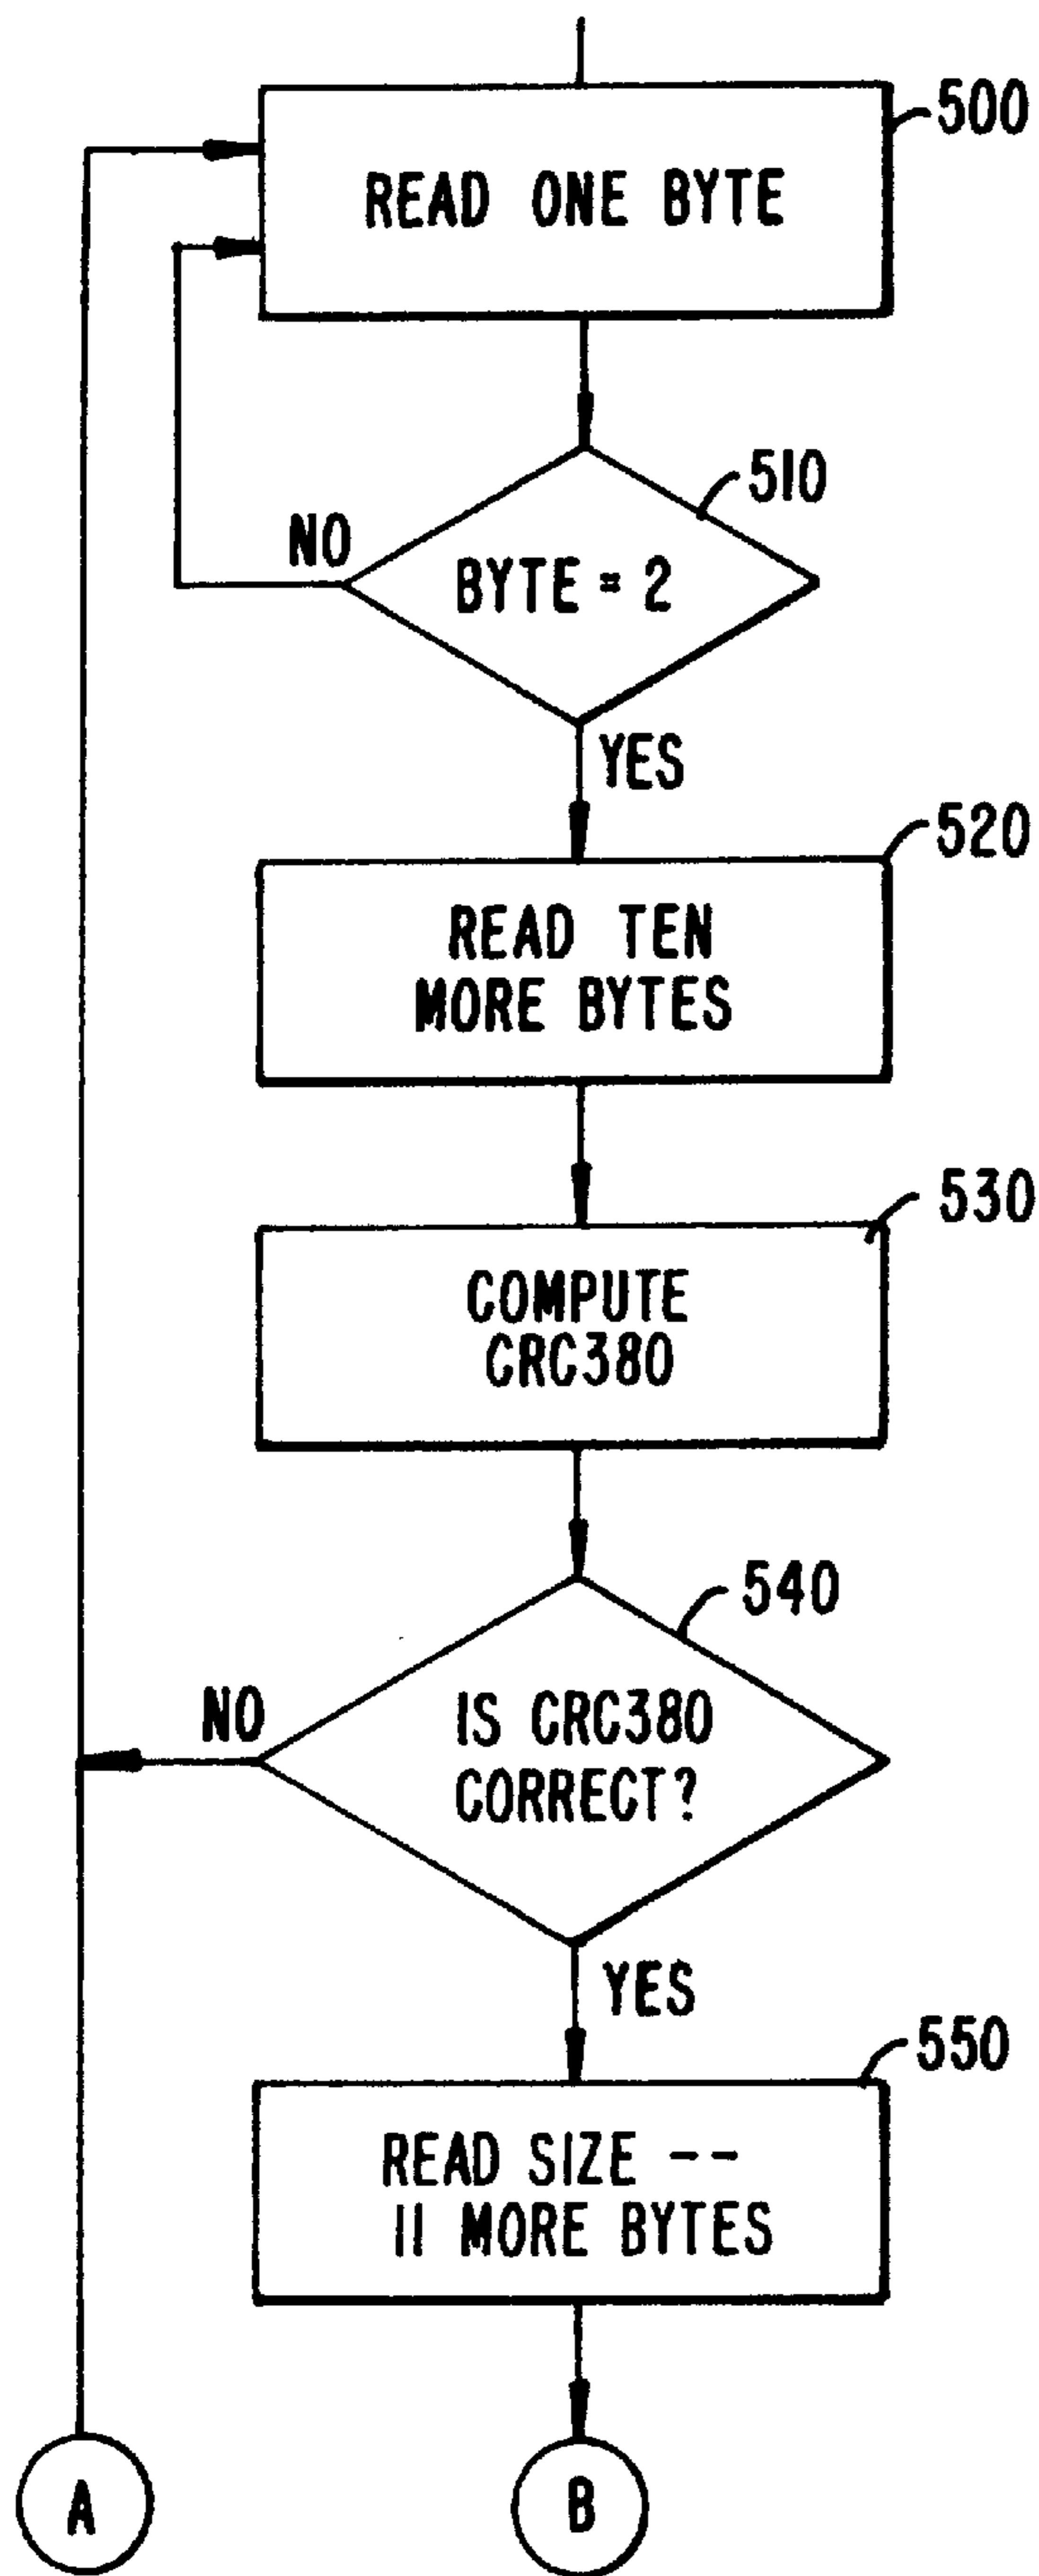 500
READ ONE BYTE
510
NO
BYTE = 2
YES
520
READ TEN
MORE BYTES
530
COMPUTE
CRC380
540
NO
IS CRC380
CORRECT?
YES
550
READ SIZE --
11 MORE BYTES
A
B